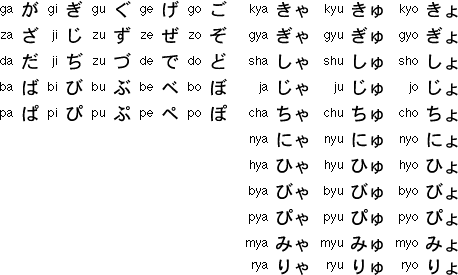 ga が gi ぎ gu ぐ ge げ go ご kya きゃ kyu きゅ kyo きょ
za ざ ji じ zu ず ze ぜ zo ぞ gya ぎゃ gyu ぎゅ gyo ぎょ
da だ ji ぢ zu づ de で do ど sha しゃ shu しゅ sho しょ
ba ば bi び bu ぶ be べ bo ぼ ja じゃ ju じゅ jo じょ
pa ぱ pi ぴ pu ぷ pe ぺ po ぽ cha ちゃ chu ちゅ cho ちょ
nya にゃ nyu にゅ nyo にょ
hya ひゃ hyu ひゅ hyo ひょ
bya びゃ byu びゅ byo びょ
pya ぴゃ pyu ぴゅ pyo ぴょ
mya みゃ myu みゅ myo みょ
rya りゃ ryu りゅ ryo りょ